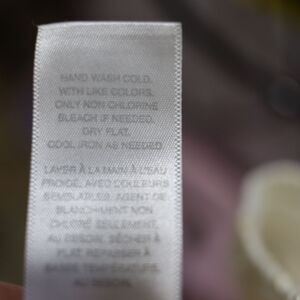 HAND WASH COLD.
WITH LIKE COLORS.
ONLY NON CHLORINE
BLEACH IF NEEDED.
DRY FLAT.
COOL IRON AS NEEDED
LAVER À LA MAIN À L'EAU
FROIDE, AVEC COULEURS
SEMBLABLES. AGENT DE
BLANCHIMENT NON
CHLORÉ SEULEMENT,
AU BESOIN. SÉCHER À
PLAT. REPASSER À
BASSE TEMPÉRATURE,
AU BESOIN